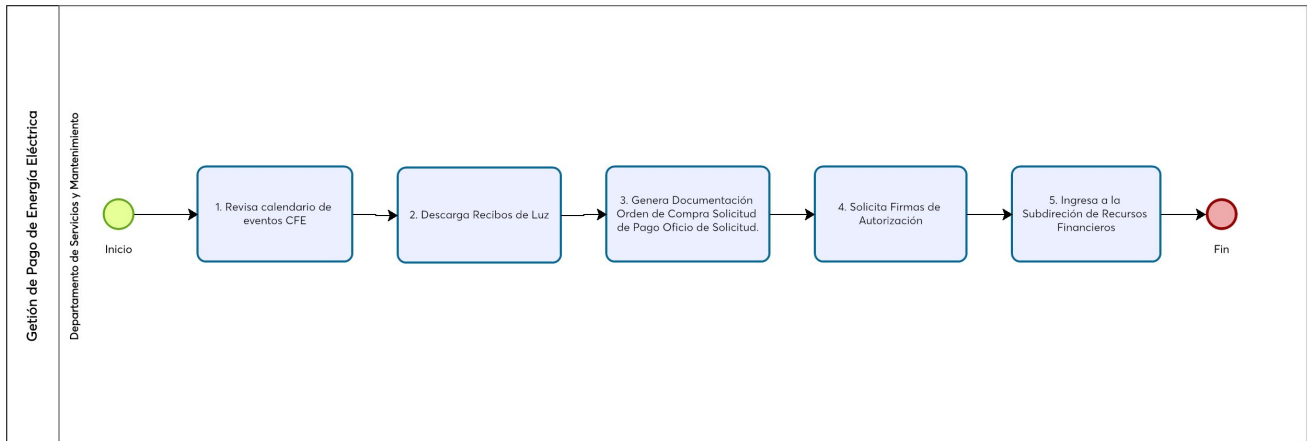 Getión de Pago de Energía Eléctrica
Departamento de Servicios y Mantenimiento
Inicio
1. Revisa calendario de
eventos CFE
2. Descarga Recibos de Luz
3. Genera Documentación
Orden de Compra Solicitud
de Pago Oficio de Solicitud.
4. Solicita Firmas de
Autorización
5. Ingresa a la
Subdireción de Recursos
Financieros
Fin